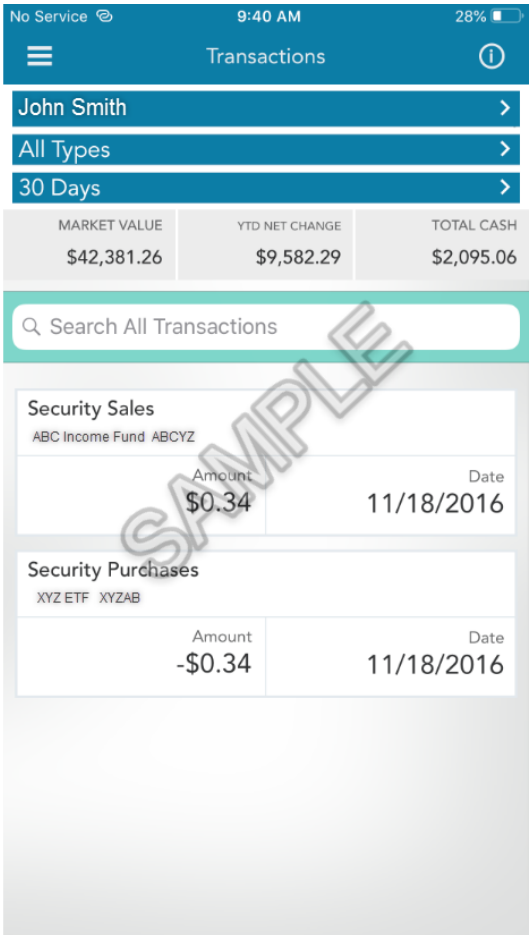 No Service 9:40 AM 28%
Transactions
John Smith
All Types
30 Days
MARKET VALUE YTD NET CHANGE TOTAL CASH
$42,381.26 $9,582.29 $2,095.06
Search All Transactions
SAMPLE
Security Sales
ABC Income Fund ABCYZ
Amount Date
$0.34 11/18/2016
Security Purchases
XYZ ETF XYZAB
Amount Date
-$0.34 11/18/2016